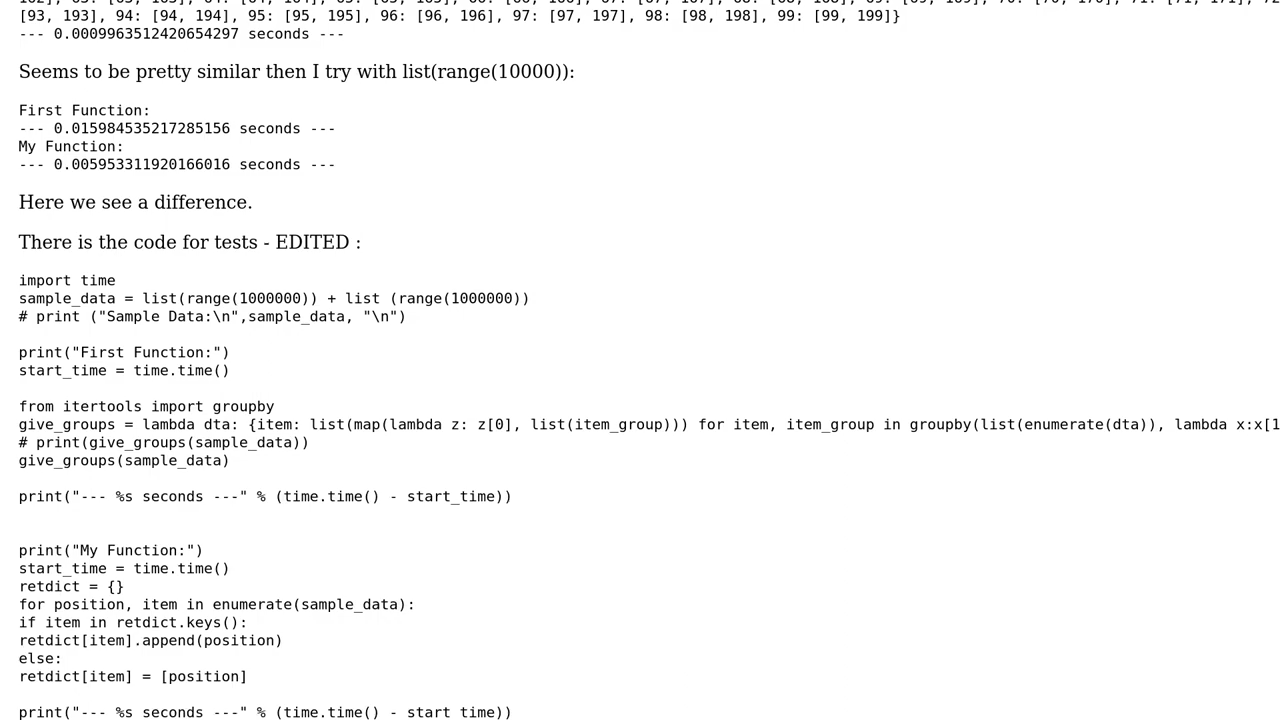 [93, 193], 94: [94, 194], 95: [95, 195], 96: [96, 196], 97: [97, 197], 98: [98, 198], 99: [99, 199]}
--- 0.0009963512420654297 seconds ---
Seems to be pretty similar then I try with list(range(10000)):
First Function:
--- 0.015984535217285156 seconds ---
My Function:
--- 0.005953311920166016 seconds ---
Here we see a difference.
There is the code for tests - EDITED :
import time
sample_data = list(range(1000000)) + list (range(1000000))
# print ("Sample Data:\n",sample_data, "\n")
print("First Function:")
start_time = time.time()
from itertools import groupby
give_groups = lambda dta: {item: list(map(lambda z: z[0], list(item_group))) for item, item_group in groupby(list(enumerate(dta)), lambda x:x[1
# print(give_groups(sample_data))
give_groups(sample_data)
print("--- %s seconds ---" % (time.time() - start_time))
print("My Function:")
start_time = time.time()
retdict = {}
for position, item in enumerate(sample_data):
if item in retdict.keys():
retdict[item].append(position)
else:
retdict[item] = [position]
print("--- %s seconds ---" % (time.time() - start_time))